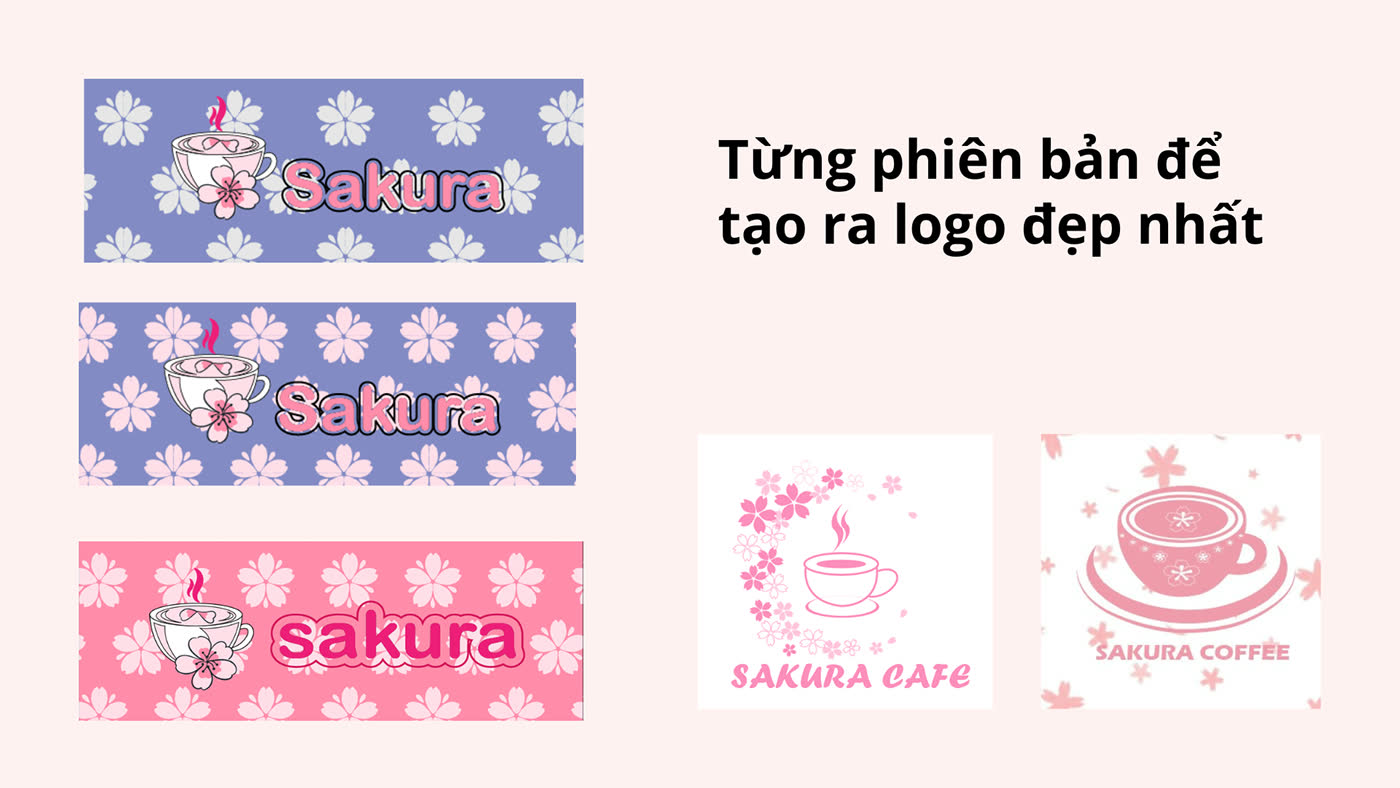 Sakura
Sakura
sakura
Từng phiên bản để
tạo ra logo đẹp nhất
SAKURA CAFE
SAKURA COFFEE